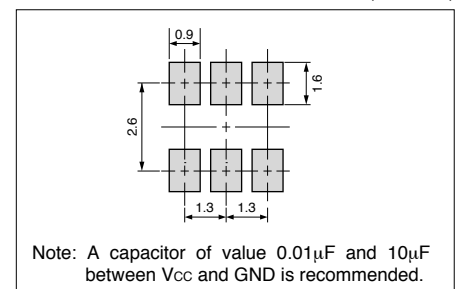 0.9
1.6
2.6
1.3 1.3
Note: A capacitor of value 0.01μF and 10μF
between Vcc and GND is recommended.